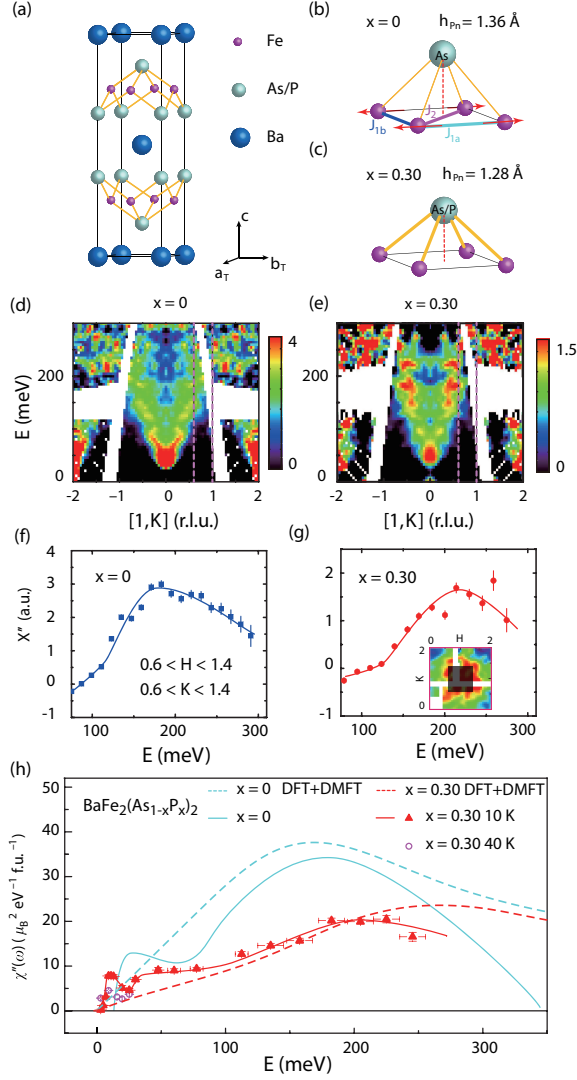 (a)
Fe
As/P
Ba
c
a_T
b_T
(b)
x = 0 h_Pn = 1.36 Å
As
J_2
J_1b
J_1a
(c)
x = 0.30 h_Pn = 1.28 Å
As/P
(d) x = 0
E (meV)
200
0
-2 -1 0 1 2
[1,K] (r.l.u.)
4
0
(e) x = 0.30
-2 -1 0 1 2
[1,K] (r.l.u.)
1.5
0
(f)
x = 0
χ″ (a.u.)
4
3
2
1
0
0.6 < H < 1.4
0.6 < K < 1.4
100 200 300
E (meV)
(g)
x = 0.30
2
1
0
-1
0 H 2
2
K
0
100 200 300
E (meV)
(h)
BaFe₂(As₁₋ₓPₓ)₂
x = 0 DFT+DMFT
x = 0
x = 0.30 DFT+DMFT
x = 0.30 10 K
x = 0.30 40 K
χ″(ω) ( μ_B² eV⁻¹ f.u.⁻¹)
50
40
30
20
10
0
0 100 200 300
E (meV)